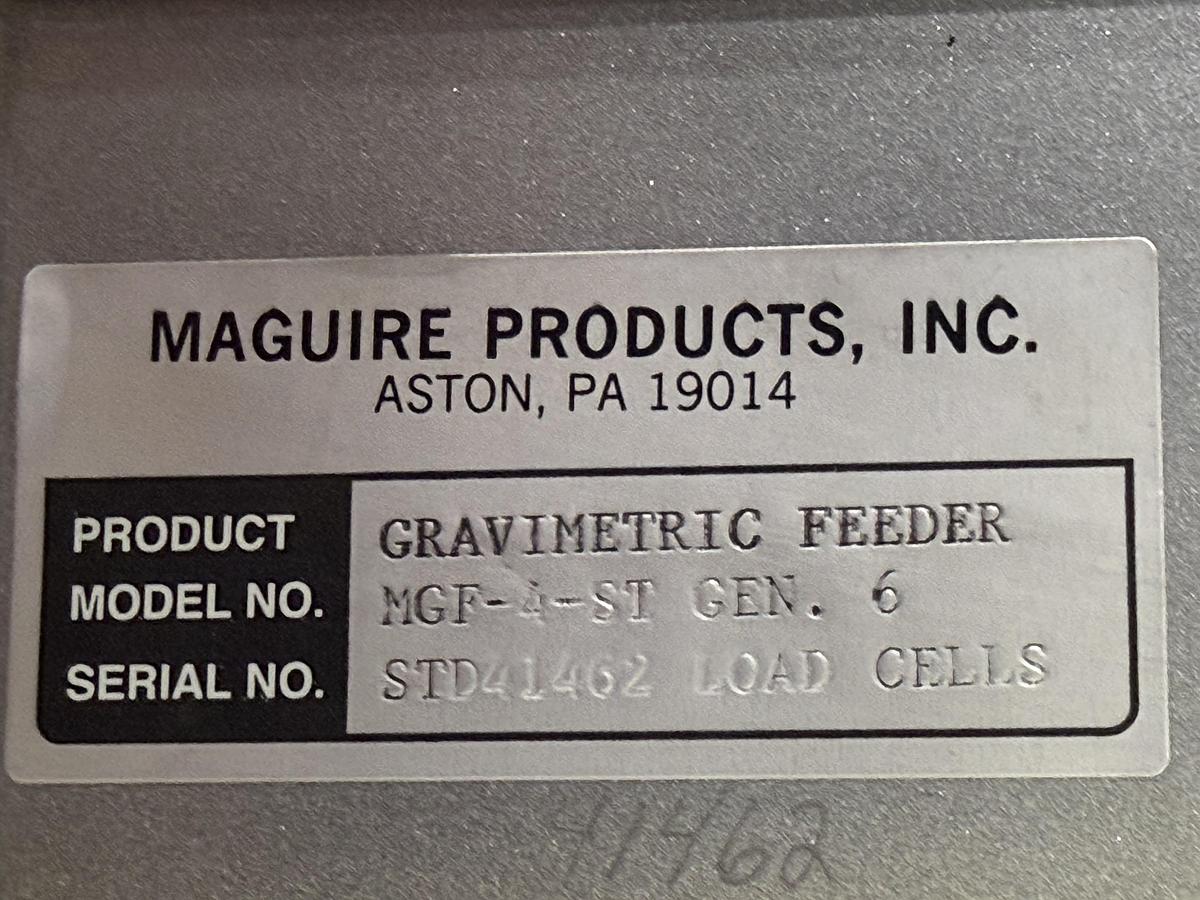 MAGUIRE PRODUCTS, INC.
ASTON, PA 19014
PRODUCT GRAVIMETRIC FEEDER
MODEL NO. MGF-4-ST GEN. 6
SERIAL NO. STD41462 LOAD CELLS
41462